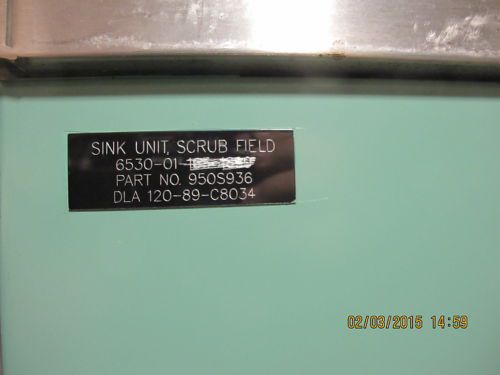 SINK UNIT, SCRUB FIELD
6530-01-
PART NO. 950S936
DLA 120-89-C8034
02/03/2015 14:59